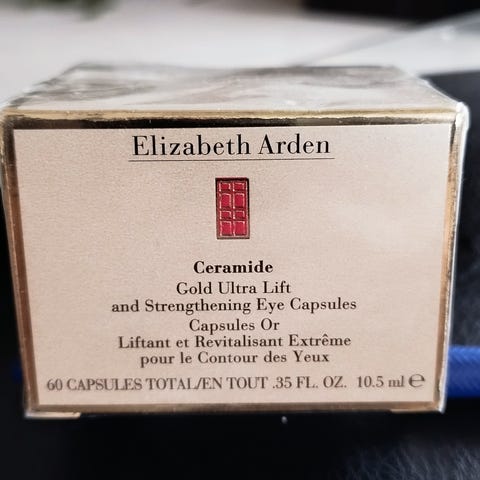 Elizabeth Arden
Ceramide
Gold Ultra Lift
and Strengthening Eye Capsules
Capsules Or
Liftant et Revitalisant Extrême
pour le Contour des Yeux
60 CAPSULES TOTAL/EN TOUT .35 FL. OZ. 10.5 ml ℮